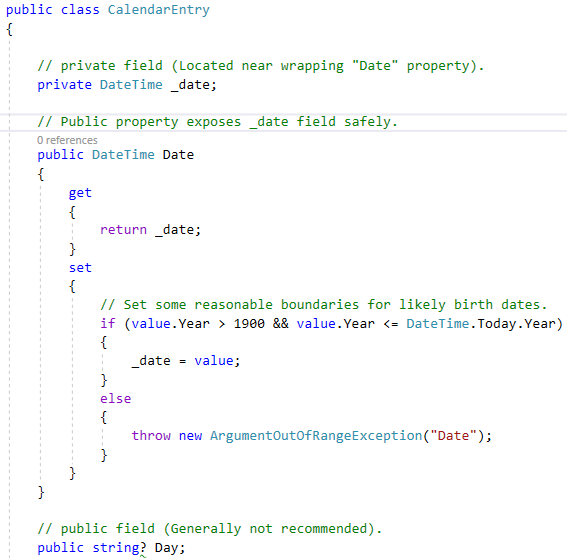 public class CalendarEntry
{
// private field (Located near wrapping "Date" property).
private DateTime _date;
// Public property exposes _date field safely.
0 references
public DateTime Date
{
get
{
return _date;
}
set
{
// Set some reasonable boundaries for likely birth dates.
if (value.Year > 1900 && value.Year <= DateTime.Today.Year)
{
_date = value;
}
else
{
throw new ArgumentOutOfRangeException("Date");
}
}
}
// public field (Generally not recommended).
public string? Day;